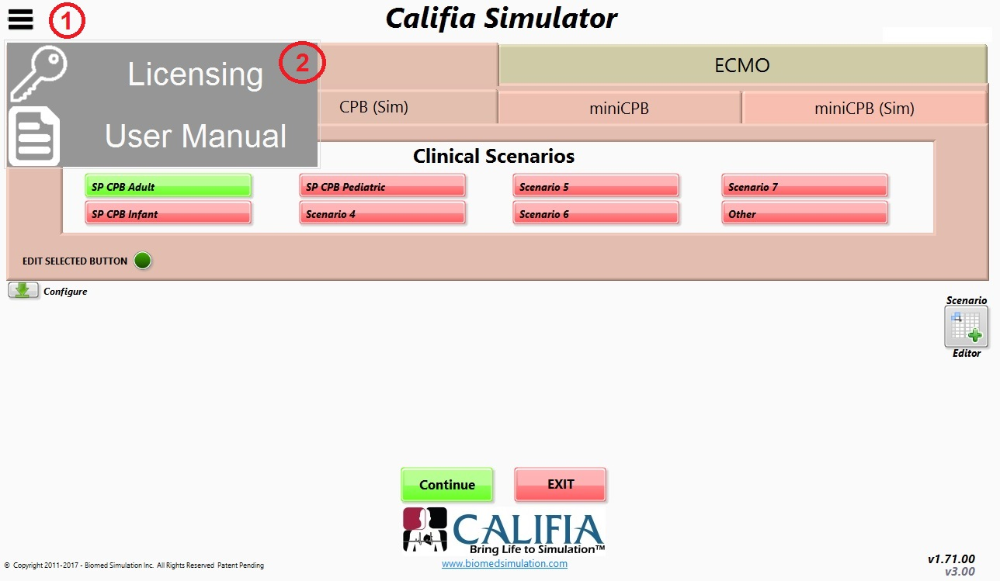 1
Califia Simulator
Licensing
2
User Manual
ECMO
CPB (Sim)
miniCPB
miniCPB (Sim)
Clinical Scenarios
SP CPB Adult
SP CPB Pediatric
Scenario 5
Scenario 7
SP CPB Infant
Scenario 4
Scenario 6
Other
EDIT SELECTED BUTTON
Configure
Scenario
Editor
Continue
EXIT
CALIFIA
Bring Life to Simulation™
www.biomedsimulation.com
© Copyright 2011-2017 - Biomed Simulation Inc. All Rights Reserved Patent Pending
v1.71.00
v3.00